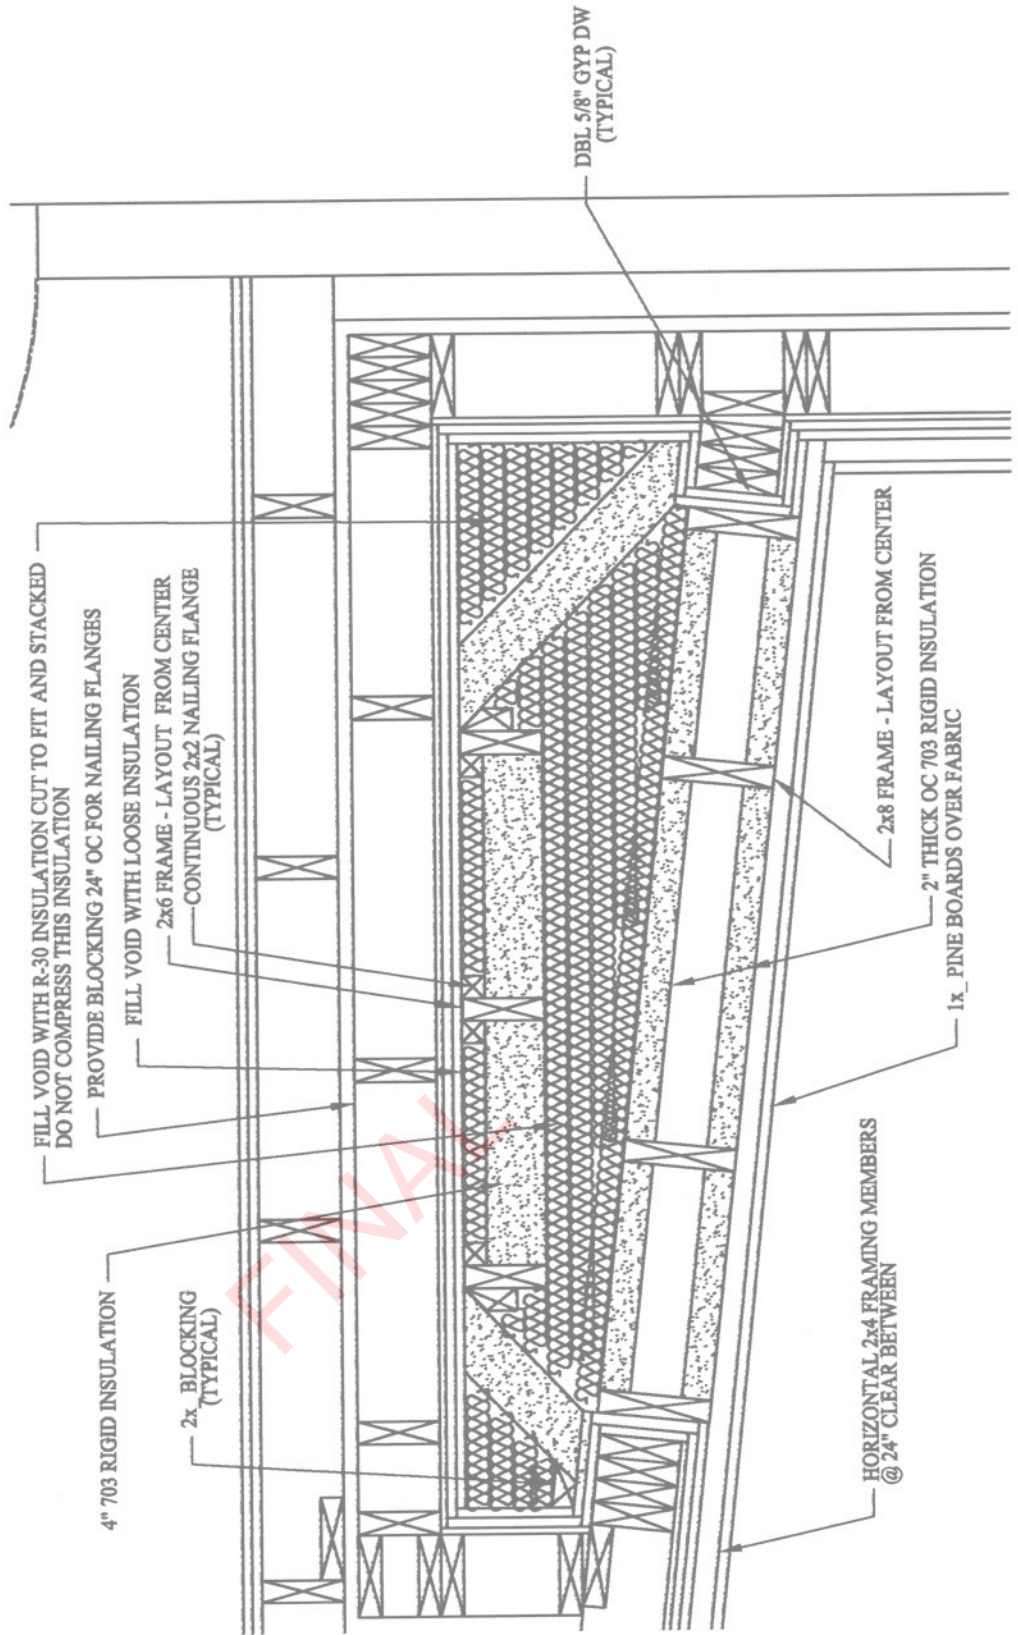 FILL VOID WITH R-30 INSULATION CUT TO FIT AND STACKED
DO NOT COMPRESS THIS INSULATION
PROVIDE BLOCKING 24" OC FOR NAILING FLANGES
FILL VOID WITH LOOSE INSULATION
2x6 FRAME - LAYOUT FROM CENTER
CONTINUOUS 2x2 NAILING FLANGE
(TYPICAL)
4" 703 RIGID INSULATION
2x_ BLOCKING
(TYPICAL)
DBL 5/8" GYP DW
(TYPICAL)
FINAL
2x8 FRAME - LAYOUT FROM CENTER
2" THICK OC 703 RIGID INSULATION
1x_ PINE BOARDS OVER FABRIC
HORIZONTAL 2x4 FRAMING MEMBERS
@ 24" CLEAR BETWEEN